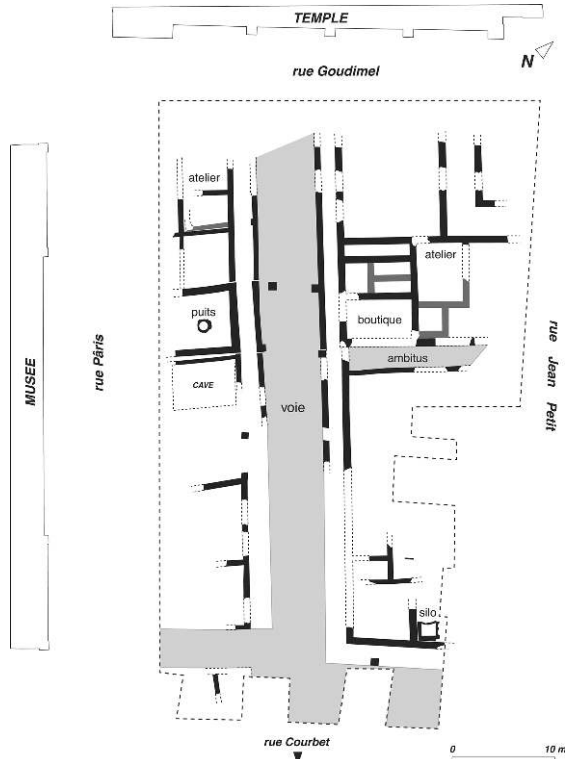 TEMPLE
rue Goudimel
N
atelier
atelier
puits
boutique
ambitus
CAVE
voie
MUSEE
rue Pâris
rue Jean Petit
silo
rue Courbet
0 10 m